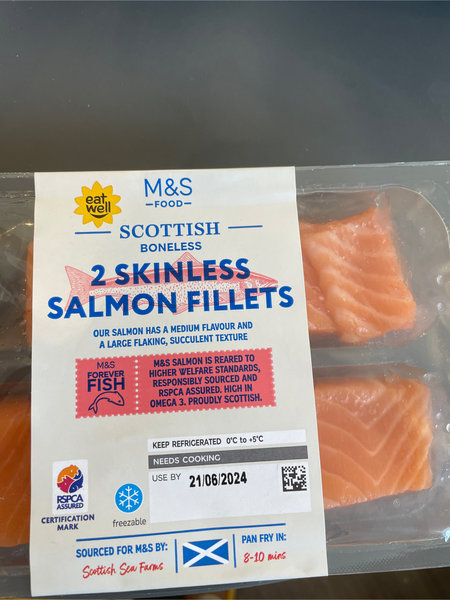 eat
well
M&S
FOOD
SCOTTISH
BONELESS
2 SKINLESS
SALMON FILLETS
OUR SALMON HAS A MEDIUM FLAVOUR AND
A LARGE FLAKING, SUCCULENT TEXTURE
M&S
FOREVER
FISH
M&S SALMON IS REARED TO
HIGHER WELFARE STANDARDS,
RESPONSIBLY SOURCED AND
RSPCA ASSURED. HIGH IN
OMEGA 3. PROUDLY SCOTTISH.
KEEP REFRIGERATED 0°C to +5°C
NEEDS COOKING
USE BY 21/06/2024
RSPCA
ASSURED
CERTIFICATION
MARK
freezable
SOURCED FOR M&S BY:
Scottish Sea Farms
PAN FRY IN:
8-10 mins